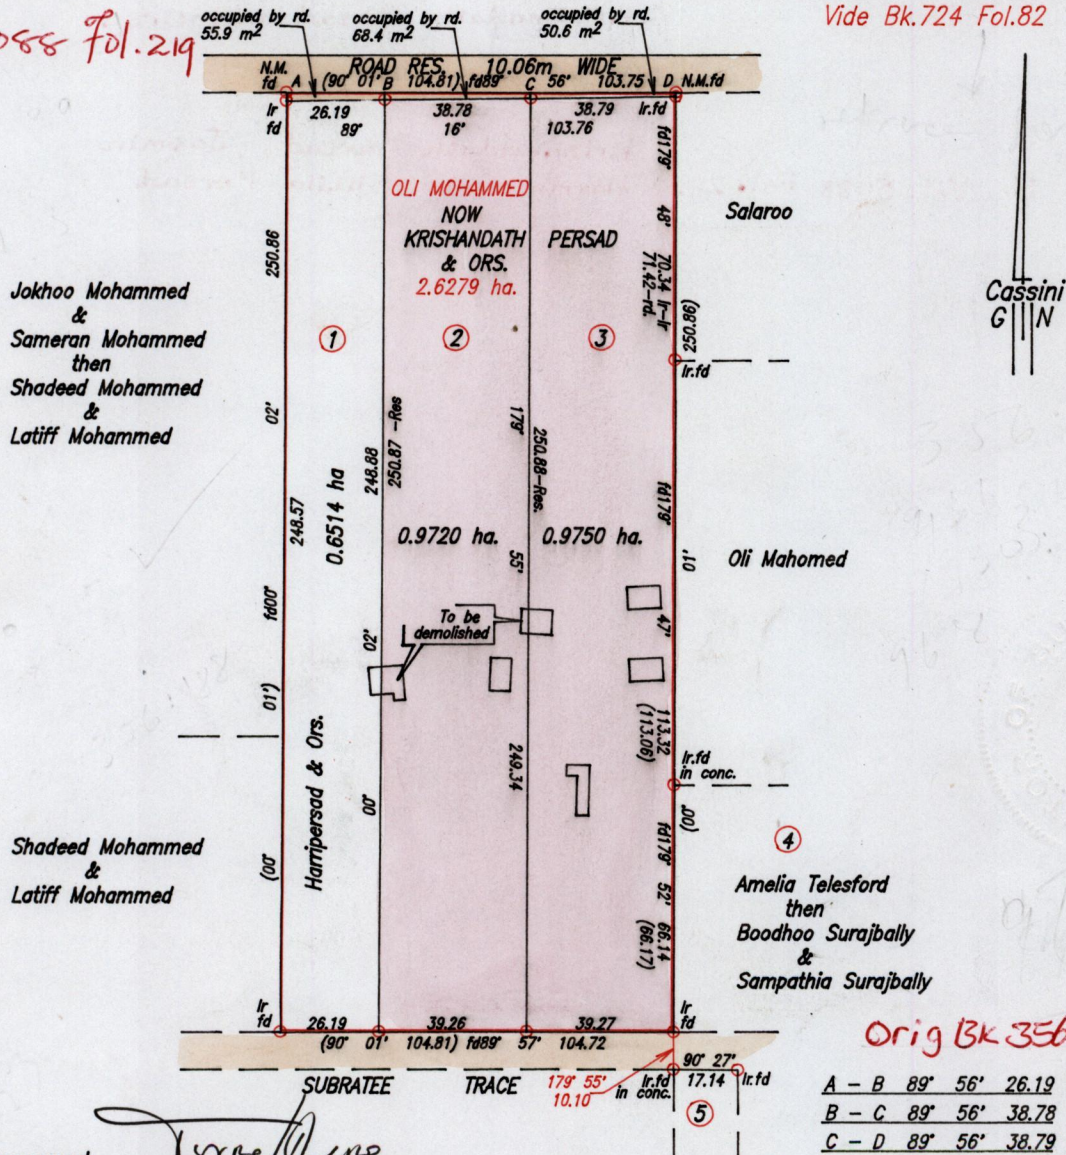 oss Fol.219
Vide Bk.724 Fol.82
occupied by rd.
55.9 m²
occupied by rd.
68.4 m²
occupied by rd.
50.6 m²
ROAD RES. 10.06m WIDE
N.M.
fd
A (90° 01' B 104.81) fd89° C 56' 103.75 D N.M.fd
Ir
fd
26.19 38.78 38.79 Ir.fd
89° 16' 103.76
OLI MOHAMMED
NOW
KRISHANDATH PERSAD
& ORS.
2.6279 ha.
Salaroo
Cassini
G N
Jokhoo Mohammed
&
Sameran Mohammed
then
Shadeed Mohammed
&
Latiff Mohammed
1
2
3
250.86
02'
248.57
fd00°
01')
(00°
0.6514 ha
Harripersad & Ors.
248.88
250.87 -Res
02'
00°
179°
250.88-Res.
55'
249.34
fd179°
48'
70.34 Ir-Ir
71.42-rd.
250.86)
Ir.fd
0.9720 ha.
0.9750 ha.
fd179°
01'
47'
Oli Mahomed
To be
demolished
113.32
(113.06)
Ir.fd
in conc.
.00)
fd179°
52'
66.14
(66.17)
4
Shadeed Mohammed
&
Latiff Mohammed
Amelia Telesford
then
Boodhoo Surajbally
&
Sampathia Surajbally
Ir
fd
26.19 39.26 39.27
Ir
fd
(90° 01' 104.81) fd89° 57' 104.72
Orig Bk 356
SUBRATEE TRACE
179° 55'
10.10
Ir.fd
in conc.
90° 27'
17.14
Ir.fd
5
A - B 89° 56' 26.19
B - C 89° 56' 38.78
C - D 89° 56' 38.79